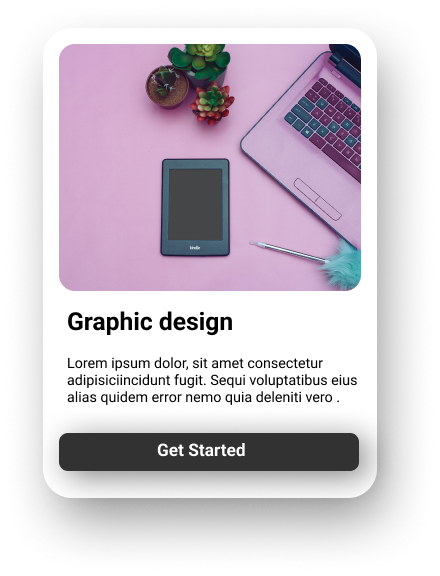 kindle
Graphic design
Lorem ipsum dolor, sit amet consectetur
adipisiciincidunt fugit. Sequi voluptatibus eius
alias quidem error nemo quia deleniti vero .
Get Started